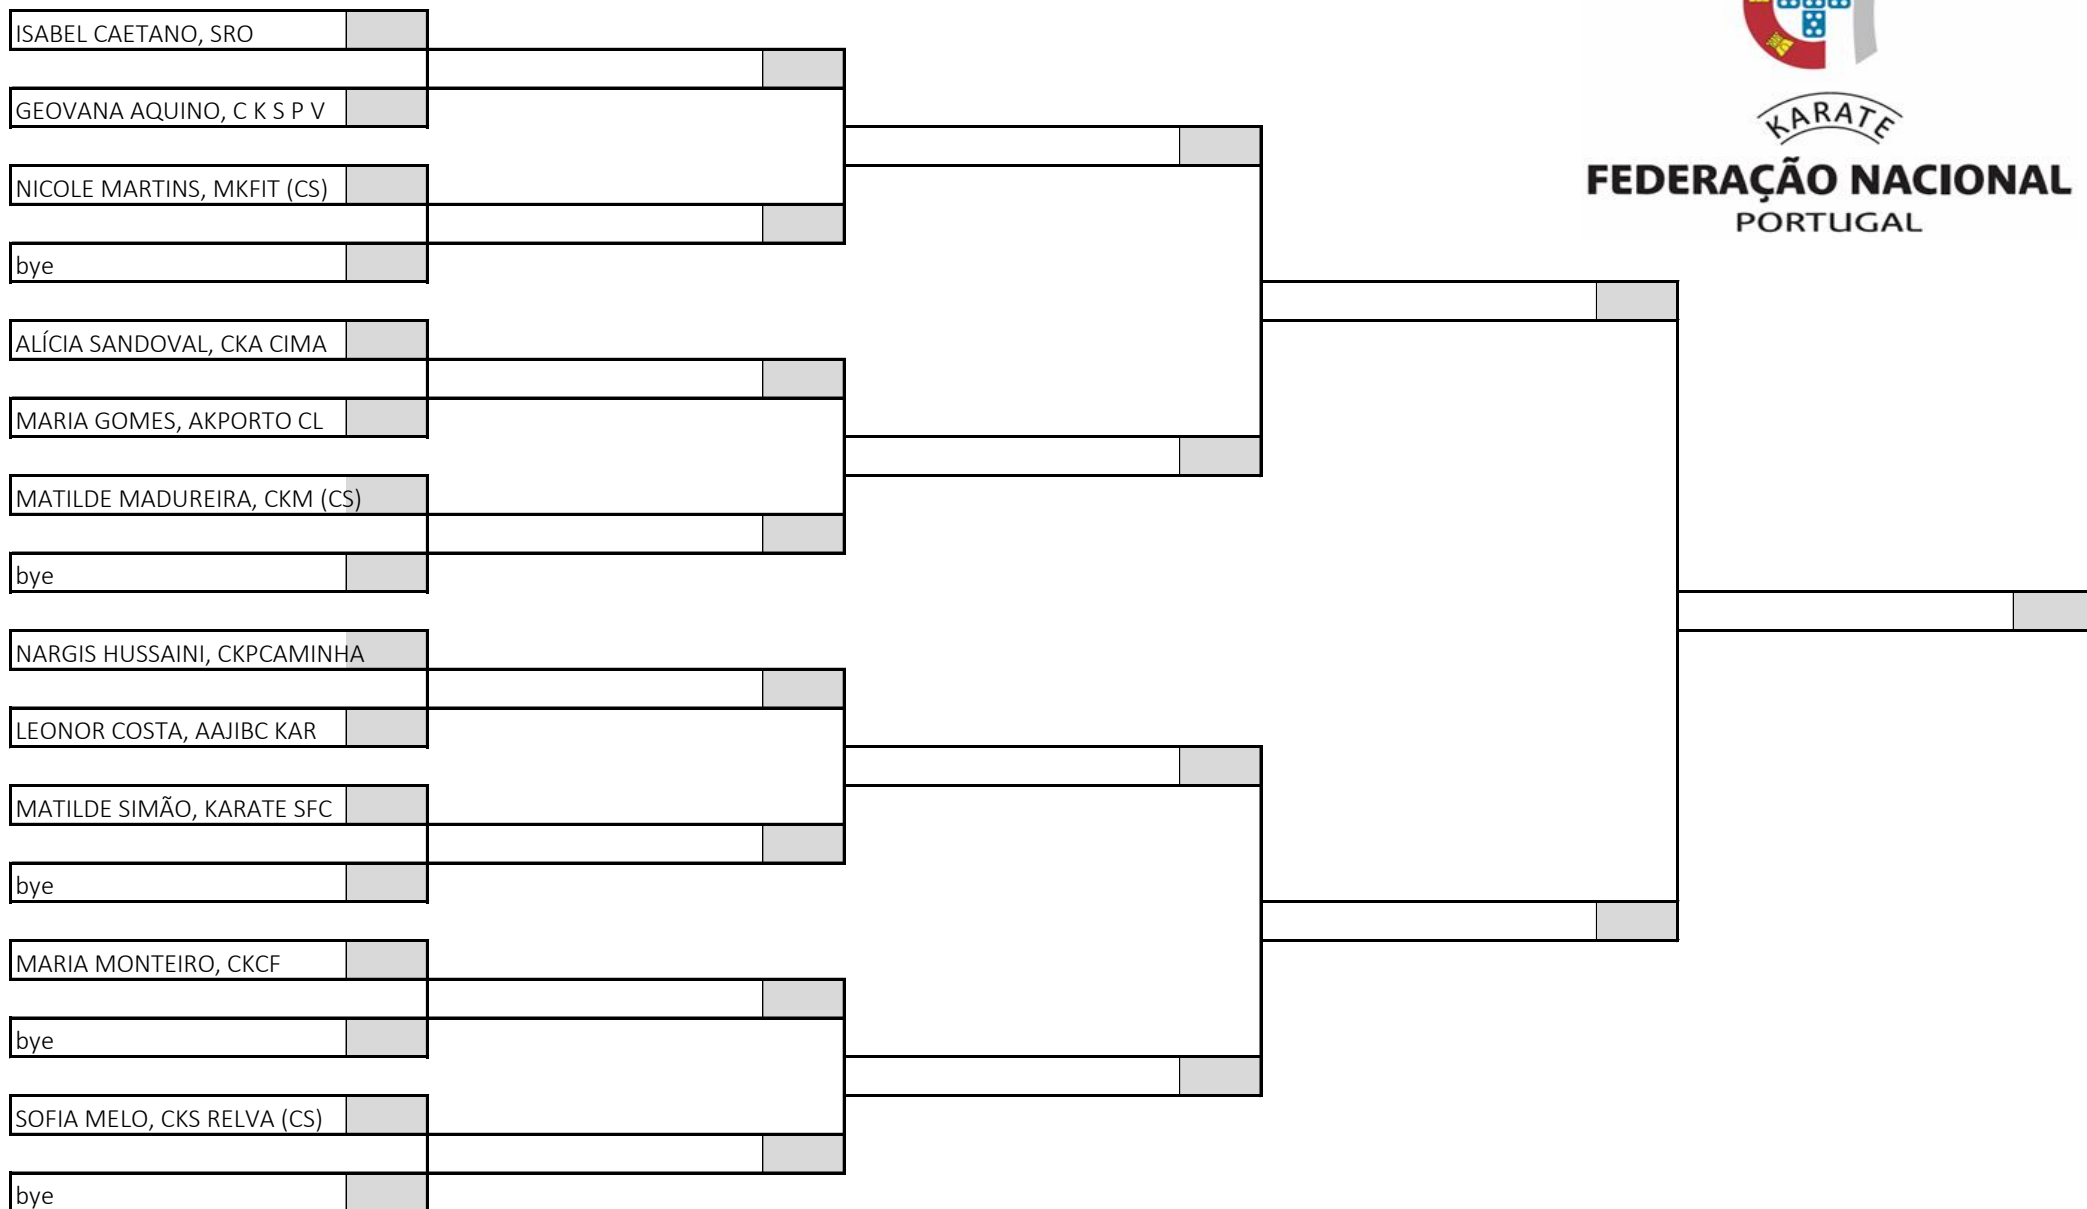 ISABEL CAETANO, SRO
GEOVANA AQUINO, C K S P V
NICOLE MARTINS, MKFIT (CS)
bye
ALÍCIA SANDOVAL, CKA CIMA
MARIA GOMES, AKPORTO CL
MATILDE MADUREIRA, CKM (CS)
bye
NARGIS HUSSAINI, CKPCAMINHA
LEONOR COSTA, AAJIBC KAR
MATILDE SIMÃO, KARATE SFC
bye
MARIA MONTEIRO, CKCF
bye
SOFIA MELO, CKS RELVA (CS)
bye
KARATE
FEDERAÇÃO NACIONAL
PORTUGAL